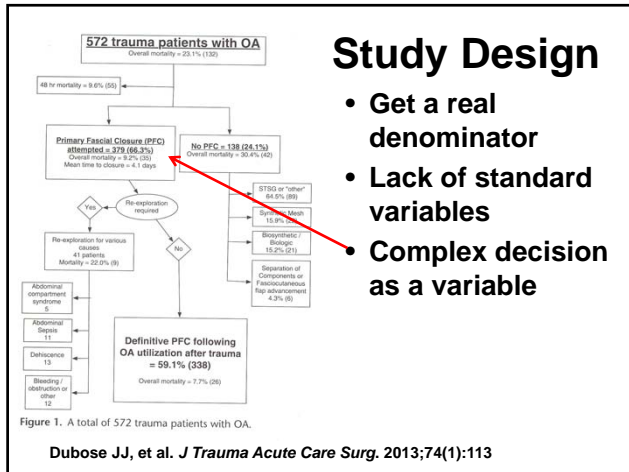 572 trauma patients with OA
Overall mortality = 23.1% (132)
48 hr mortality = 9.6% (55)
Primary Fascial Closure (PFC)
attempted = 379 (66.3%)
Overall mortality = 9.2% (35)
Mean time to closure = 4.1 days
No PFC = 138 (24.1%)
Overall mortality = 30.4% (42)
Yes
Re-exploration
required
No
Re-exploration for various
causes
41 patients
Mortality = 22.0% (9)
STSG or "other"
64.5% (89)
Synthetic Mesh
15.9%
Biosynthetic /
Biologic
15.2% (21)
Separation of
Components or
Fasciocutaneous
flap advancement
4.3% (6)
Abdominal
compartment
syndrome
5
Abdominal
Sepsis
11
Dehiscence
13
Bleeding /
obstruction or
other
12
Definitive PFC following
OA utilization after trauma
= 59.1% (338)
Overall mortality = 7.7% (26)
Figure 1. A total of 572 trauma patients with OA.
Study Design
• Get a real
denominator
• Lack of standard
variables
• Complex decision
as a variable
Dubose JJ, et al. J Trauma Acute Care Surg. 2013;74(1):113